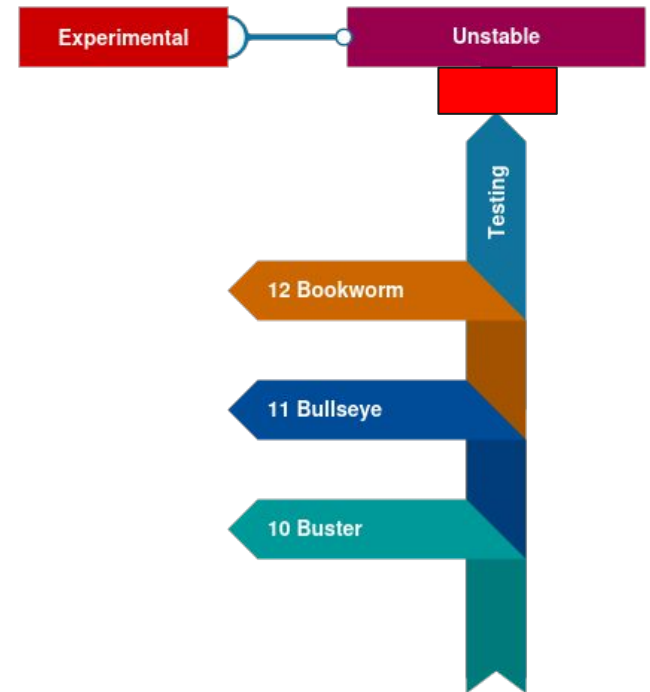 Experimental
Unstable
Testing
12 Bookworm
11 Bullseye
10 Buster